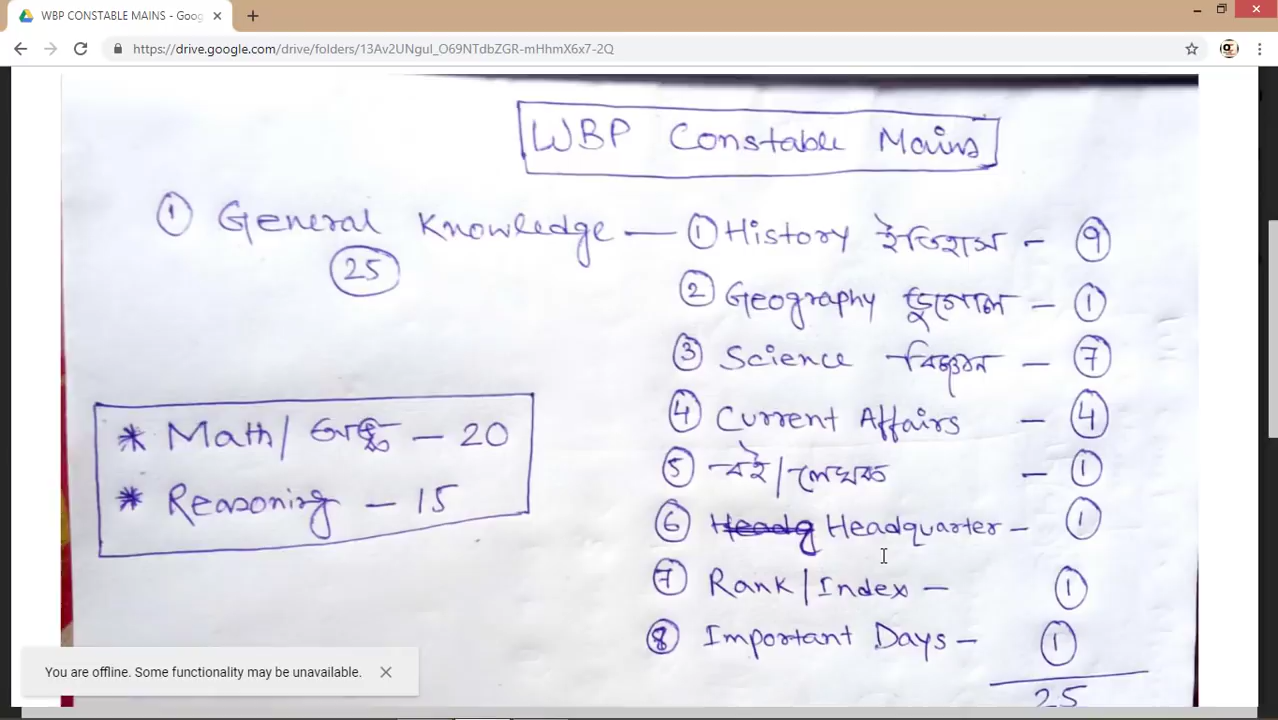 WBP CONSTABLE MAINS - Goog
https://drive.google.com/drive/folders/13Av2UNgul_O69NTdbZGR-mHhmX6x7-2Q
WBP Constable Mains
① General Knowledge — ① History ইতিহাস - ৭
25
② Geography ভূগোল - ①
③ Science বিজ্ঞান - ⑦
④ Current Affairs - ④
* Math/ অঙ্ক - 20
⑤ বই/লেখক - ①
* Reasoning - 15
⑥ Headq Headquarter - ①
⑦ Rank/Index - ①
⑧ Important Days - ①
25
You are offline. Some functionality may be unavailable.